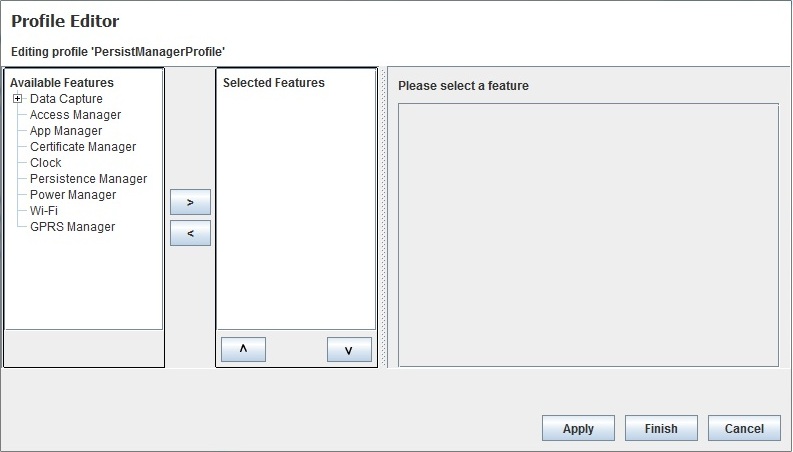 Profile Editor
Editing profile 'PersistManagerProfile'
Available Features
Data Capture
Access Manager
App Manager
Certificate Manager
Clock
Persistence Manager
Power Manager
Wi-Fi
GPRS Manager
>
<
Selected Features
˄
˅
Please select a feature
Apply
Finish
Cancel